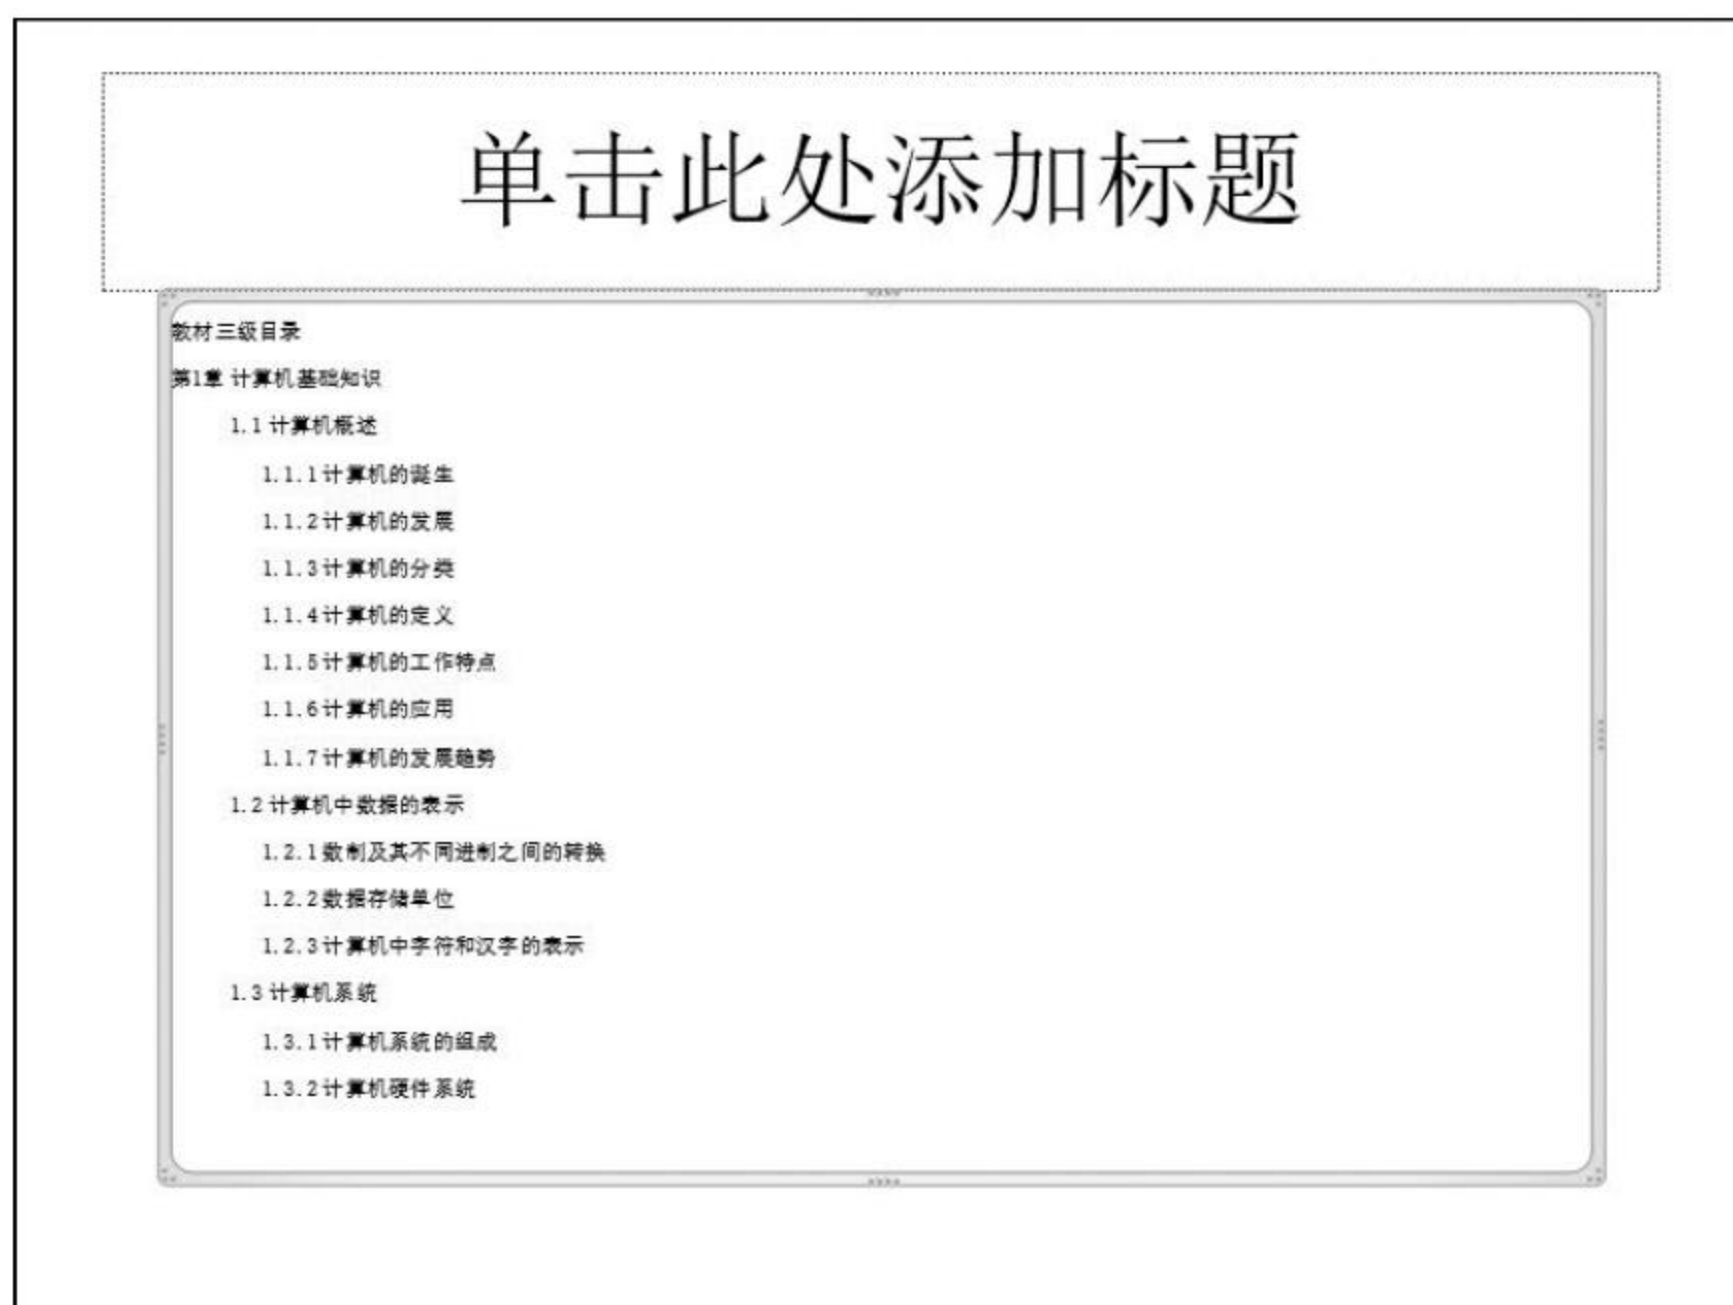 单击此处添加标题
教材三级目录
第1章 计算机基础知识
1.1 计算机概述
1.1.1计算机的诞生
1.1.2计算机的发展
1.1.3计算机的分类
1.1.4计算机的定义
1.1.5计算机的工作特点
1.1.6计算机的应用
1.1.7计算机的发展趋势
1.2 计算机中数据的表示
1.2.1数制及其不同进制之间的转换
1.2.2数据存储单位
1.2.3计算机中字符和汉字的表示
1.3 计算机系统
1.3.1计算机系统的组成
1.3.2计算机硬件系统